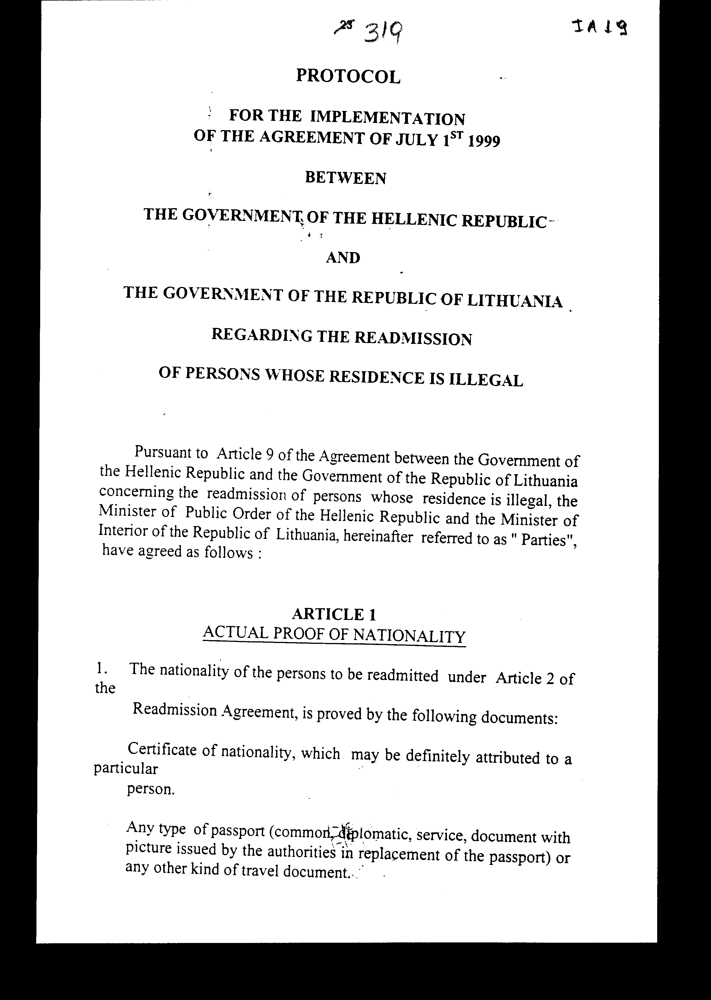 25 319 IA19
PROTOCOL
FOR THE IMPLEMENTATION
OF THE AGREEMENT OF JULY 1ST 1999
BETWEEN
THE GOVERNMENT OF THE HELLENIC REPUBLIC
AND
THE GOVERNMENT OF THE REPUBLIC OF LITHUANIA
REGARDING THE READMISSION
OF PERSONS WHOSE RESIDENCE IS ILLEGAL
Pursuant to Article 9 of the Agreement between the Government of
the Hellenic Republic and the Government of the Republic of Lithuania
concerning the readmission of persons whose residence is illegal, the
Minister of Public Order of the Hellenic Republic and the Minister of
Interior of the Republic of Lithuania, hereinafter referred to as " Parties",
have agreed as follows :
ARTICLE 1
ACTUAL PROOF OF NATIONALITY
1. The nationality of the persons to be readmitted under Article 2 of
the
Readmission Agreement, is proved by the following documents:
Certificate of nationality, which may be definitely attributed to a
particular
person.
Any type of passport (common, diplomatic, service, document with
picture issued by the authorities in replacement of the passport) or
any other kind of travel document.